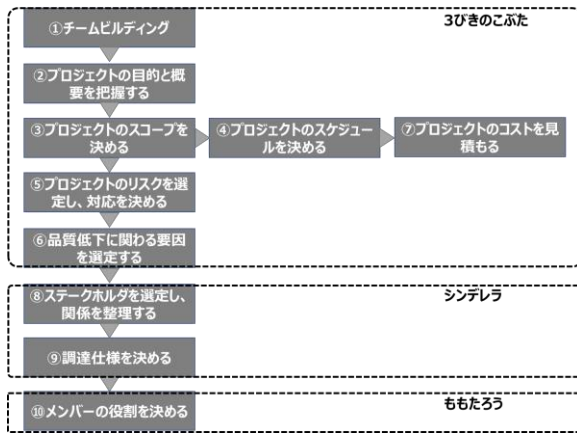 3びきのこぶた
①チームビルディング
②プロジェクトの目的と概
要を把握する
③プロジェクトのスコープを
決める
④プロジェクトのスケジュー
ルを決める
⑦プロジェクトのコストを見
積もる
⑤プロジェクトのリスクを選
定し、対応を決める
⑥品質低下に関わる要因
を選定する
シンデレラ
⑧ステークホルダを選定し、
関係を整理する
⑨調達仕様を決める
ももたろう
⑩メンバーの役割を決める